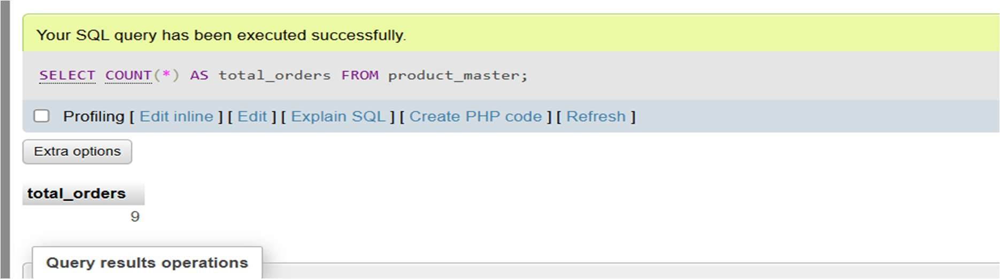 Your SQL query has been executed successfully.
SELECT COUNT(*) AS total_orders FROM product_master;
Profiling [ Edit inline ] [ Edit ] [ Explain SQL ] [ Create PHP code ] [ Refresh ]
Extra options
total_orders
9
Query results operations